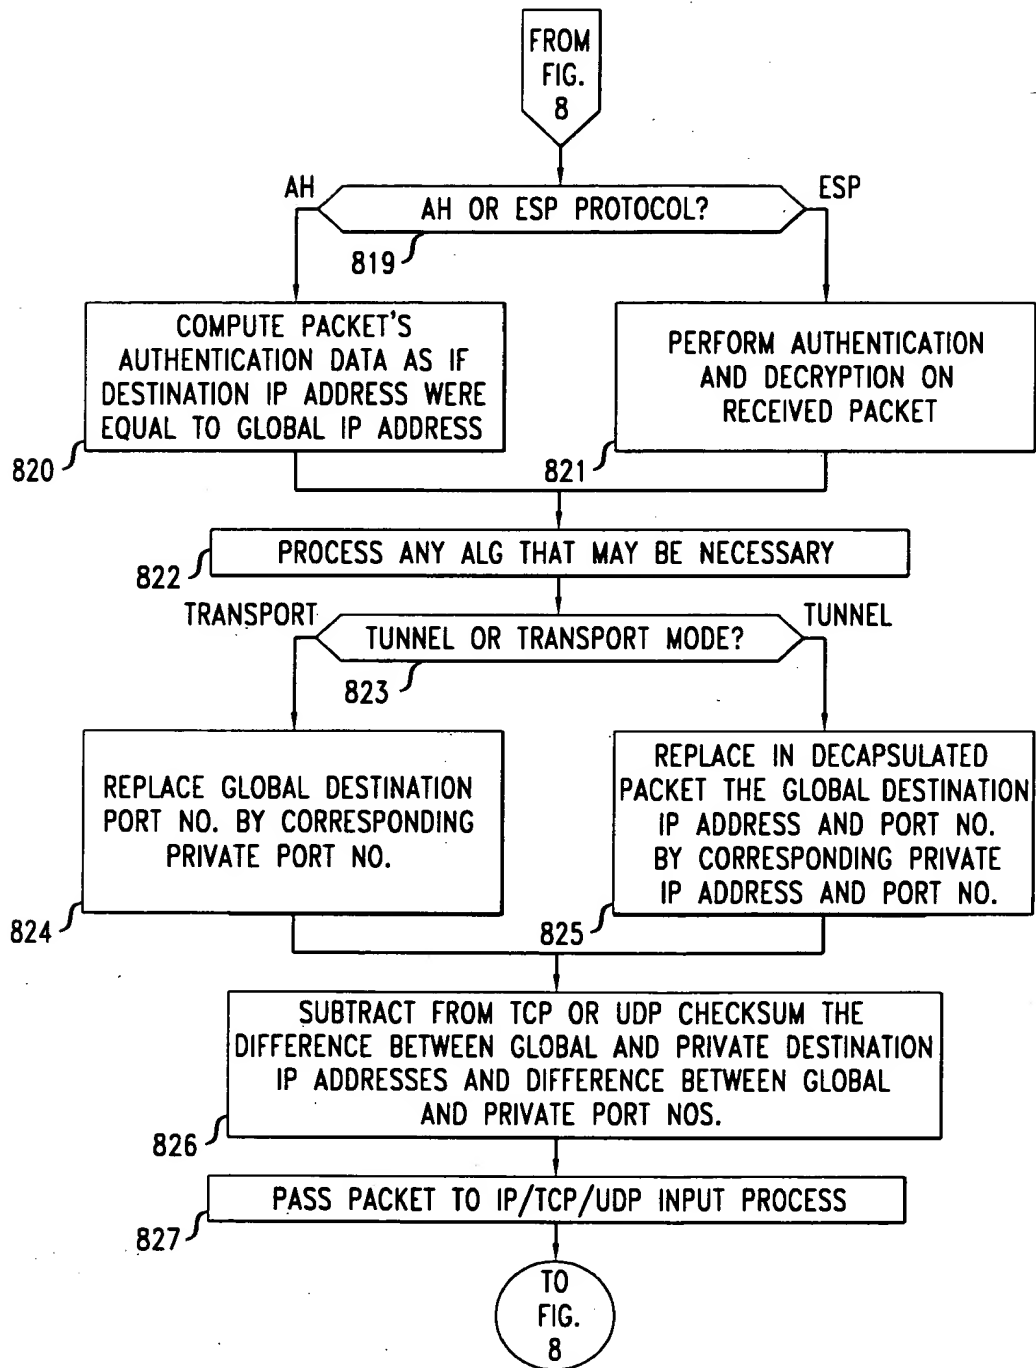 FROM
FIG.
8
AH
ESP
AH OR ESP PROTOCOL?
819
COMPUTE PACKET'S
AUTHENTICATION DATA AS IF
DESTINATION IP ADDRESS WERE
EQUAL TO GLOBAL IP ADDRESS
820
PERFORM AUTHENTICATION
AND DECRYPTION ON
RECEIVED PACKET
821
PROCESS ANY ALG THAT MAY BE NECESSARY
822
TRANSPORT
TUNNEL
TUNNEL OR TRANSPORT MODE?
823
REPLACE GLOBAL DESTINATION
PORT NO. BY CORRESPONDING
PRIVATE PORT NO.
824
REPLACE IN DECAPSULATED
PACKET THE GLOBAL DESTINATION
IP ADDRESS AND PORT NO.
BY CORRESPONDING PRIVATE
IP ADDRESS AND PORT NO.
825
SUBTRACT FROM TCP OR UDP CHECKSUM THE
DIFFERENCE BETWEEN GLOBAL AND PRIVATE DESTINATION
IP ADDRESSES AND DIFFERENCE BETWEEN GLOBAL
AND PRIVATE PORT NOS.
826
PASS PACKET TO IP/TCP/UDP INPUT PROCESS
827
TO
FIG.
8